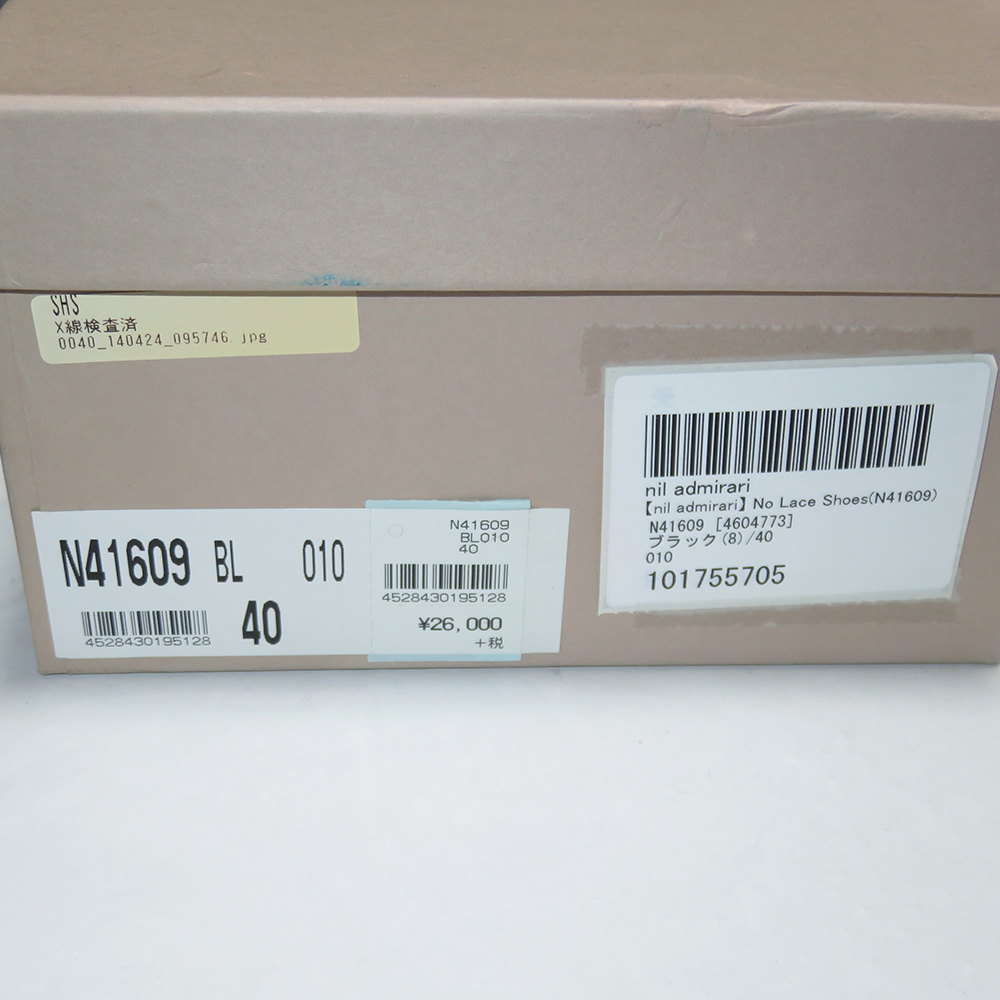 SHS
X線検査済
0040_140424_095746.jpg
N41609 BL 010
40
4528430195128
N41609
BL010
40
4528430195128
¥26,000
+税
nil admirari
【nil admirari】No Lace Shoes(N41609)
N41609 [4604773]
ブラック(8)/40
010
101755705